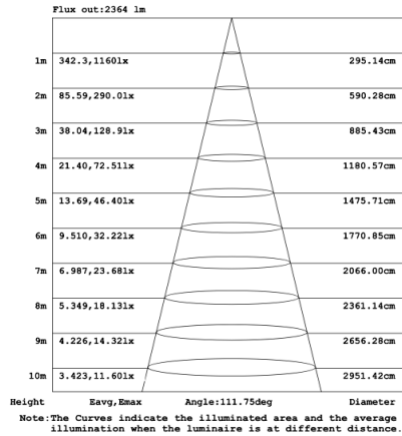 Flux out:2364 lm
1m 342.3,1160lx 295.14cm
2m 85.59,290.0lx 590.28cm
3m 38.04,128.9lx 885.43cm
4m 21.40,72.51lx 1180.57cm
5m 13.69,46.40lx 1475.71cm
6m 9.510,32.22lx 1770.85cm
7m 6.987,23.68lx 2066.00cm
8m 5.349,18.13lx 2361.14cm
9m 4.226,14.32lx 2656.28cm
10m 3.423,11.60lx 2951.42cm
Height Eavg,Emax Angle:111.75deg Diameter
Note:The Curves indicate the illuminated area and the average
illumination when the luminaire is at different distance.